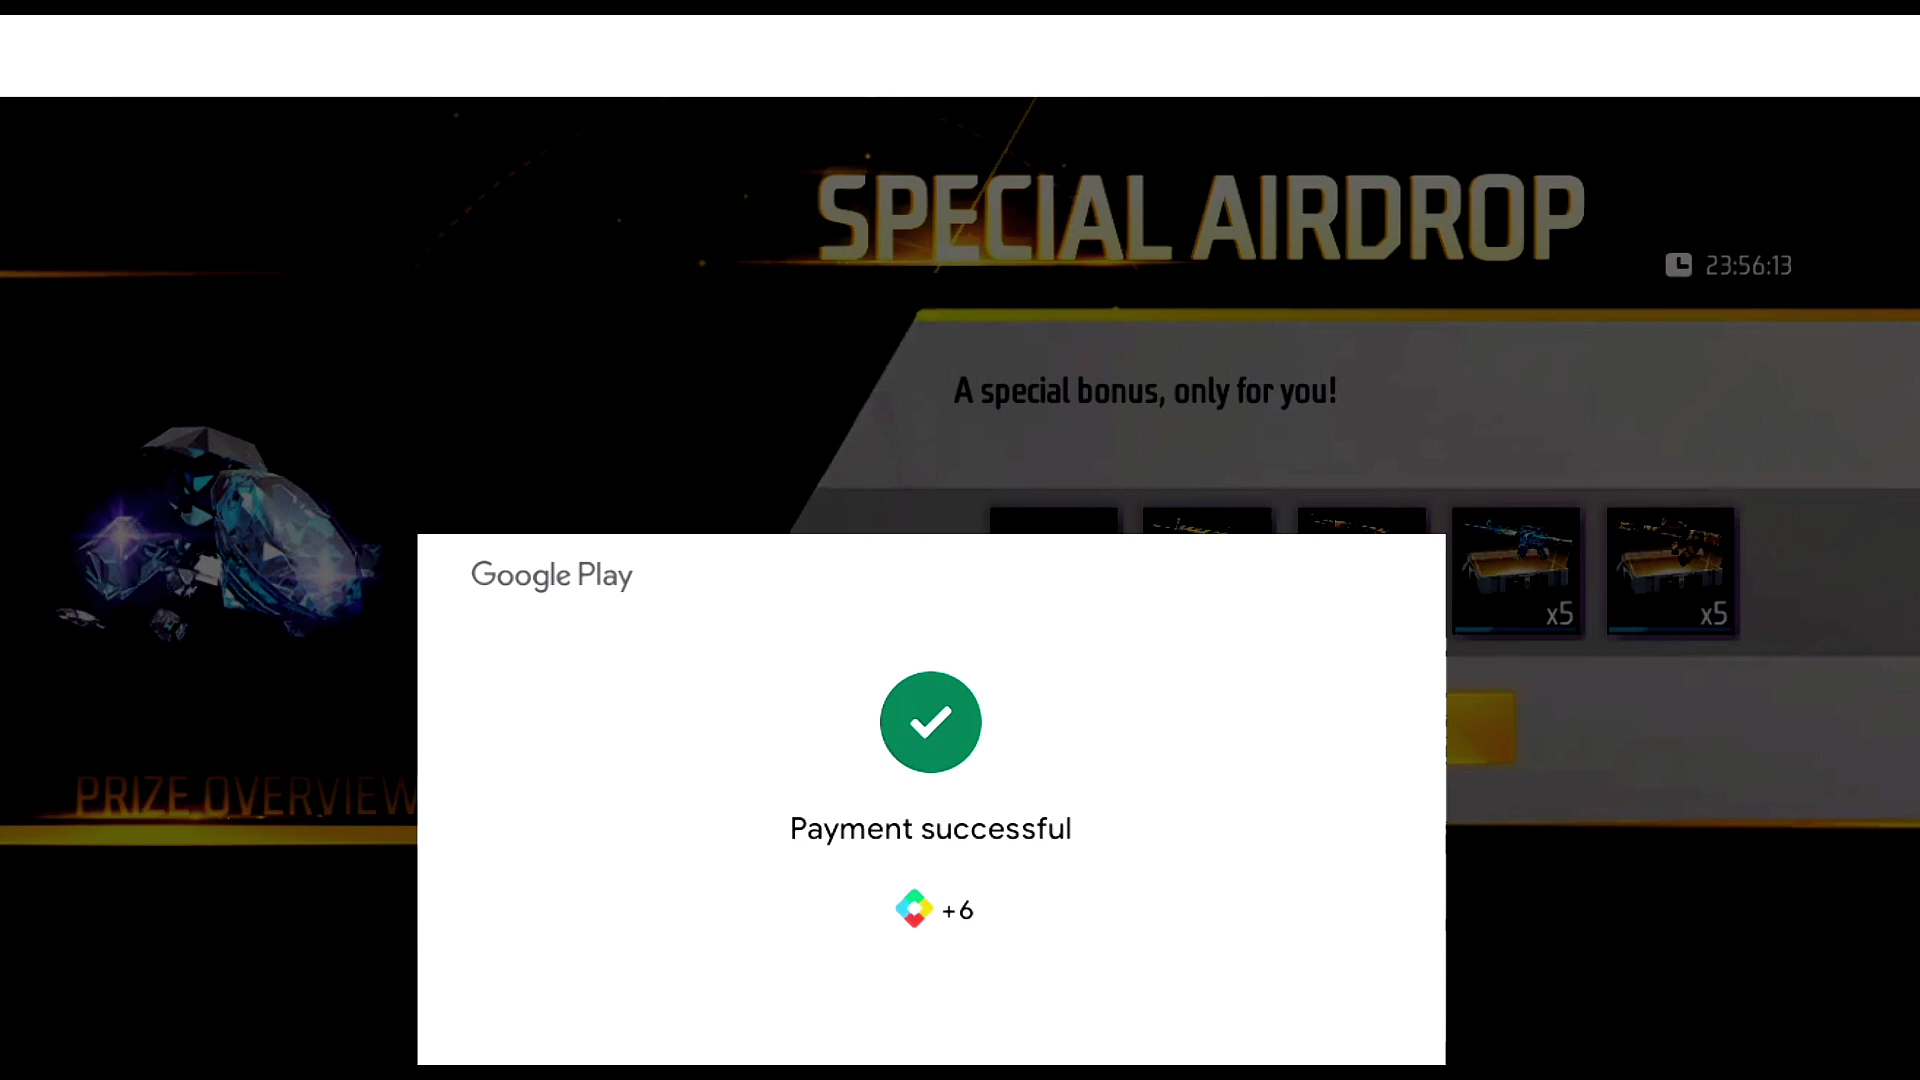 SPECIAL AIRDROP
23:56:13
A special bonus, only for you!
x5
x5
Google Play
Payment successful
+6
PRIZE OVERVIEW